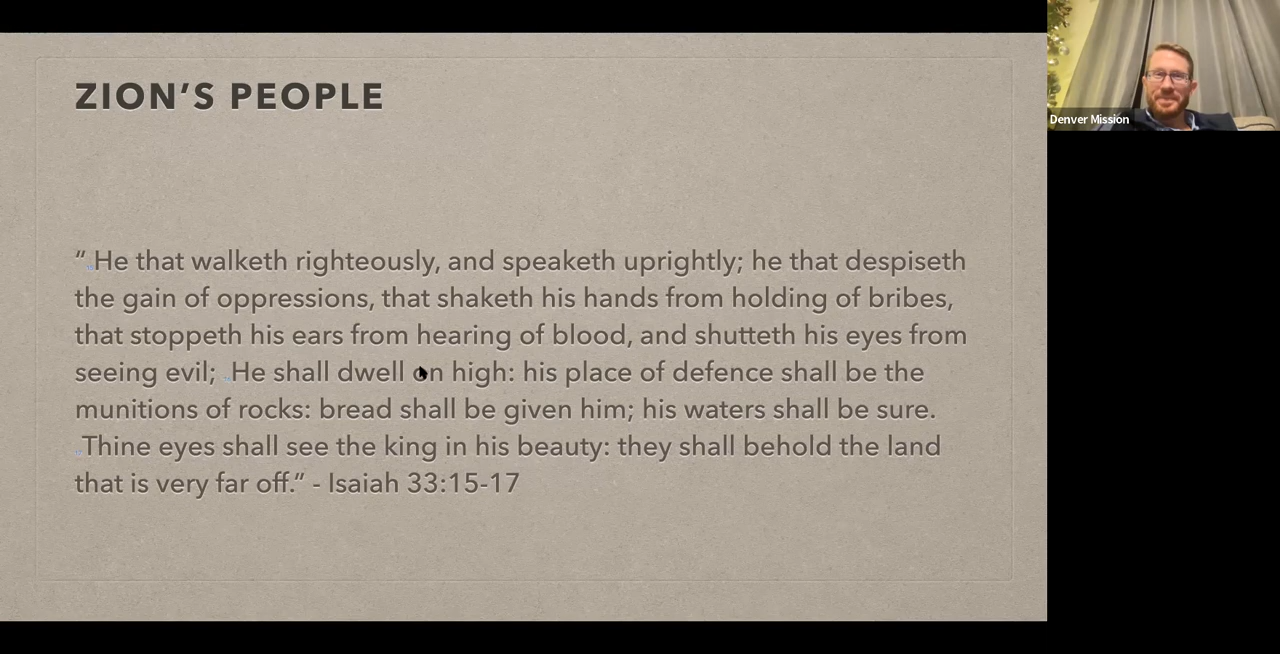 ZION’S PEOPLE
“ He that walketh righteously, and speaketh uprightly; he that despiseth
the gain of oppressions, that shaketh his hands from holding of bribes,
that stoppeth his ears from hearing of blood, and shutteth his eyes from
seeing evil; He shall dwell on high: his place of defence shall be the
munitions of rocks: bread shall be given him; his waters shall be sure.
Thine eyes shall see the king in his beauty: they shall behold the land
that is very far off.” - Isaiah 33:15-17
Denver Mission